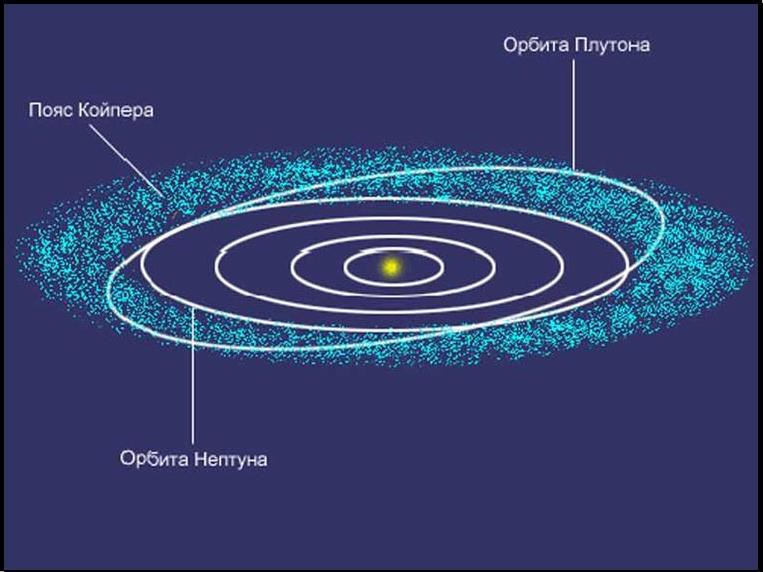 Орбита Плутона
Пояс Койпера
Орбита Нептуна